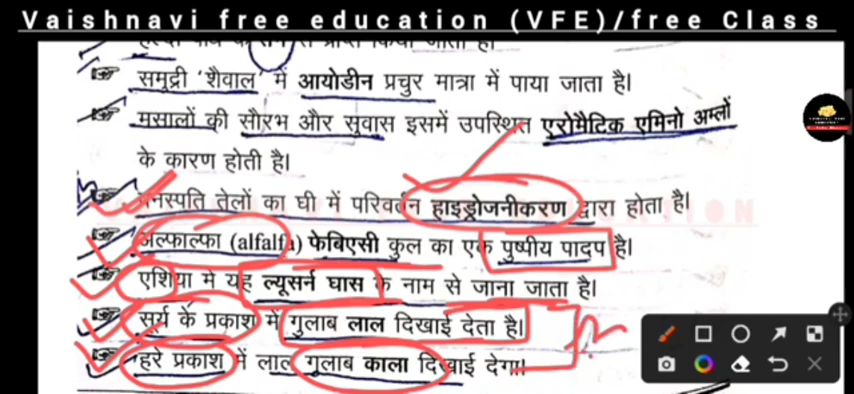 Vaishnavi free education (VFE)/free Class
समुद्री 'शैवाल' में आयोडीन प्रचुर मात्रा में पाया जाता है।
मसालों की सौरभ और सुवास इसमें उपस्थित एरोमैटिक एमिनो अम्लों
के कारण होती है।
वनस्पति तेलों का घी में परिवर्तन हाइड्रोजनीकरण द्वारा होता है।
अल्फाल्फा (alfalfa) फेबिएसी कुल का एक पुष्पीय पादप है।
एशिया मे यह ल्यूसर्न घास के नाम से जाना जाता है।
सूर्य के प्रकाश में गुलाब लाल दिखाई देता है।
हरे प्रकाश में लाल गुलाब काला दिखाई देगा।